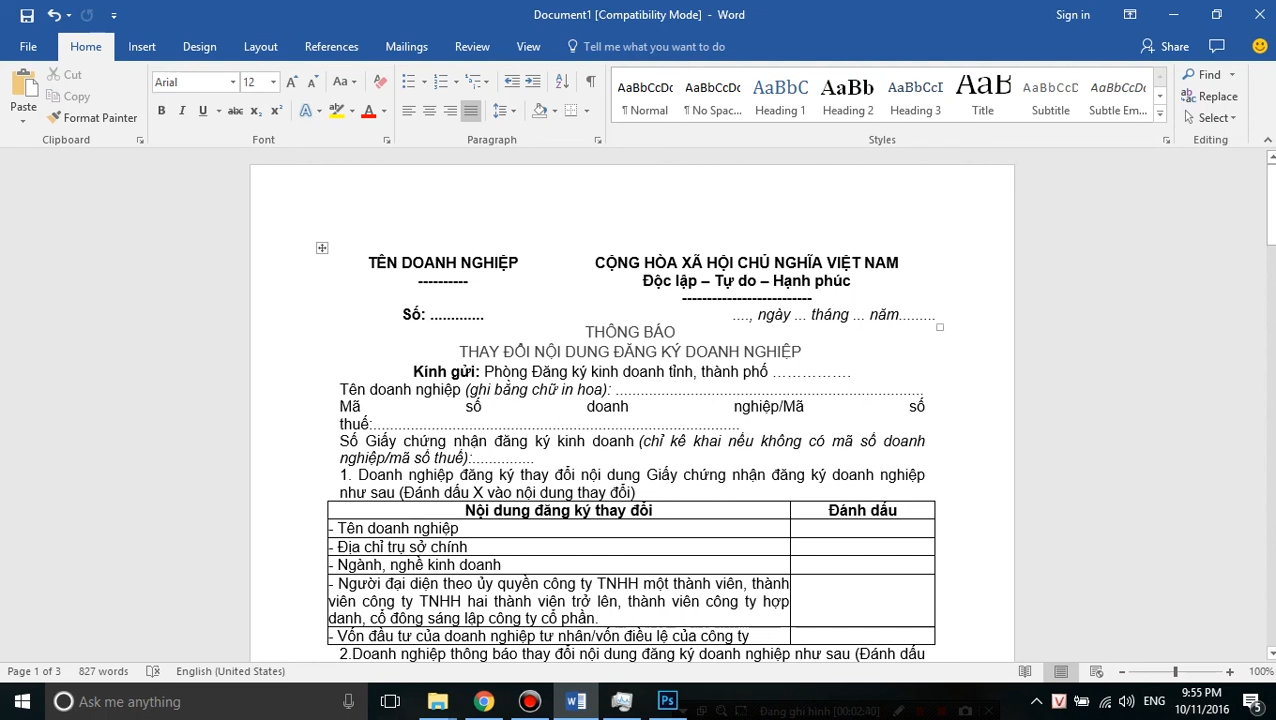 Document1 [Compatibility Mode] - Word
Sign in
File Home Insert Design Layout References Mailings Review View Tell me what you want to do
Share
Paste
Cut
Copy
Format Painter
Clipboard
Arial 12
Font
Paragraph
AaBbCcDc AaBbCcDc AaBbC AaBb AaBbCcI AaB AaBbCcD AaBbCcDc
¶ Normal ¶ No Spac... Heading 1 Heading 2 Heading 3 Title Subtitle Subtle Em...
Styles
Find
Replace
Select
Editing
TÊN DOANH NGHIỆP
----------
CỘNG HÒA XÃ HỘI CHỦ NGHĨA VIỆT NAM
Độc lập – Tự do – Hạnh phúc
--------------------------
Số: .............
...., ngày ... tháng ... năm.........
THÔNG BÁO
THAY ĐỔI NỘI DUNG ĐĂNG KÝ DOANH NGHIỆP
Kính gửi: Phòng Đăng ký kinh doanh tỉnh, thành phố …………….
Tên doanh nghiệp (ghi bằng chữ in hoa): ..............................................................
Mã số doanh nghiệp/Mã số
thuế:..........................................................................
Số Giấy chứng nhận đăng ký kinh doanh (chỉ kê khai nếu không có mã số doanh
nghiệp/mã số thuế):...............
1. Doanh nghiệp đăng ký thay đổi nội dung Giấy chứng nhận đăng ký doanh nghiệp
như sau (Đánh dấu X vào nội dung thay đổi)
Nội dung đăng ký thay đổi Đánh dấu
- Tên doanh nghiệp
- Địa chỉ trụ sở chính
- Ngành, nghề kinh doanh
- Người đại diện theo ủy quyền công ty TNHH một thành viên, thành
viên công ty TNHH hai thành viên trở lên, thành viên công ty hợp
danh, cổ đông sáng lập công ty cổ phần.
- Vốn đầu tư của doanh nghiệp tư nhân/vốn điều lệ của công ty
2.Doanh nghiệp thông báo thay đổi nội dung đăng ký doanh nghiệp như sau (Đánh dấu
Page 1 of 3 827 words English (United States)
100%
Ask me anything
Đang ghi hình [00:02:40]
ENG
9:55 PM
10/11/2016
5